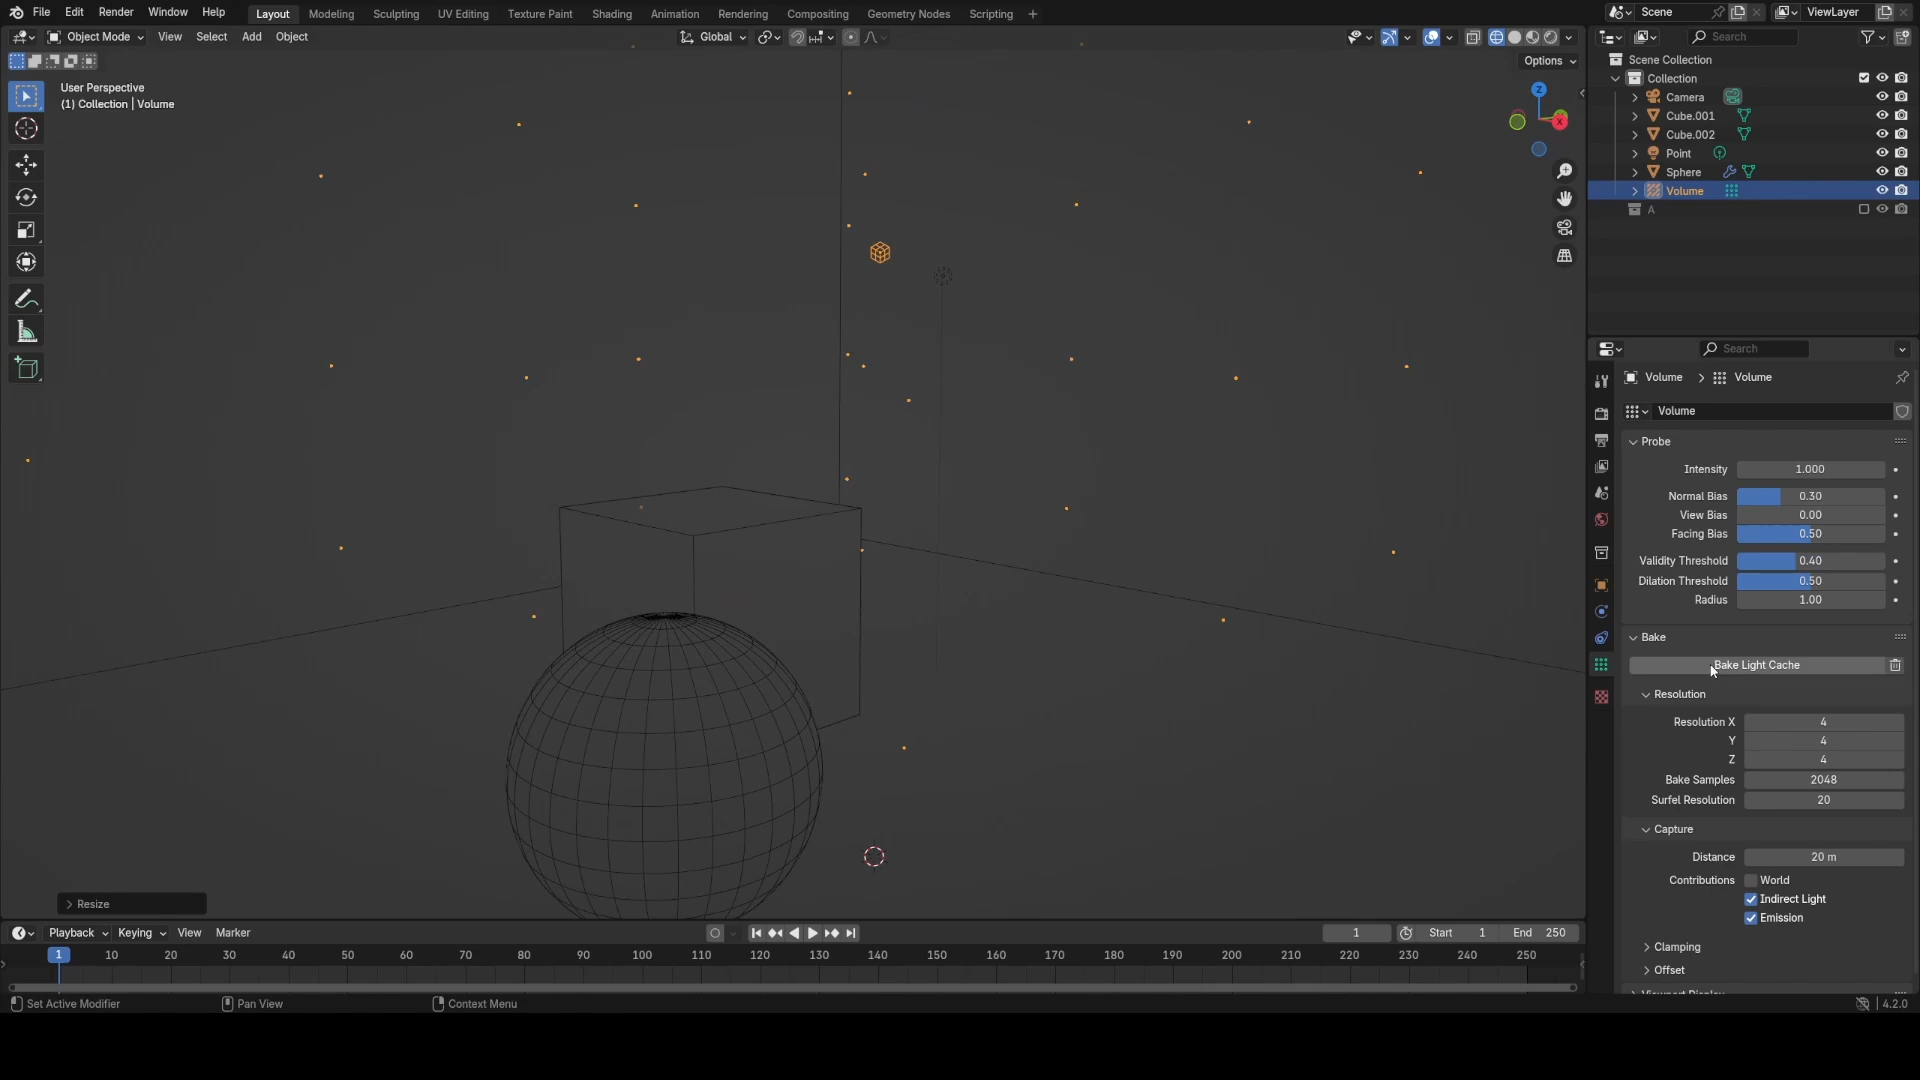 File Edit Render Window Help Layout Modeling Sculpting UV Editing Texture Paint Shading Animation Rendering Compositing Geometry Nodes Scripting + Scene ViewLayer
Object Mode View Select Add Object Global Search
Options
User Perspective
(1) Collection | Volume
Z
X
Scene Collection
Collection
Camera
Cube.001
Cube.002
Point
Sphere
Volume
A
Search
Volume > Volume
Volume
Probe
Intensity 1.000
Normal Bias 0.30
View Bias 0.00
Facing Bias 0.50
Validity Threshold 0.40
Dilation Threshold 0.50
Radius 1.00
Bake
Bake Light Cache
Resolution
Resolution X 4
Y 4
Z 4
Bake Samples 2048
Surfel Resolution 20
Capture
Distance 20 m
Contributions World
Indirect Light
Emission
Clamping
Offset
Resize
Playback Keying View Marker 1 Start 1 End 250
1 10 20 30 40 50 60 70 80 90 100 110 120 130 140 150 160 170 180 190 200 210 220 230 240 250
Set Active Modifier Pan View Context Menu 4.2.0